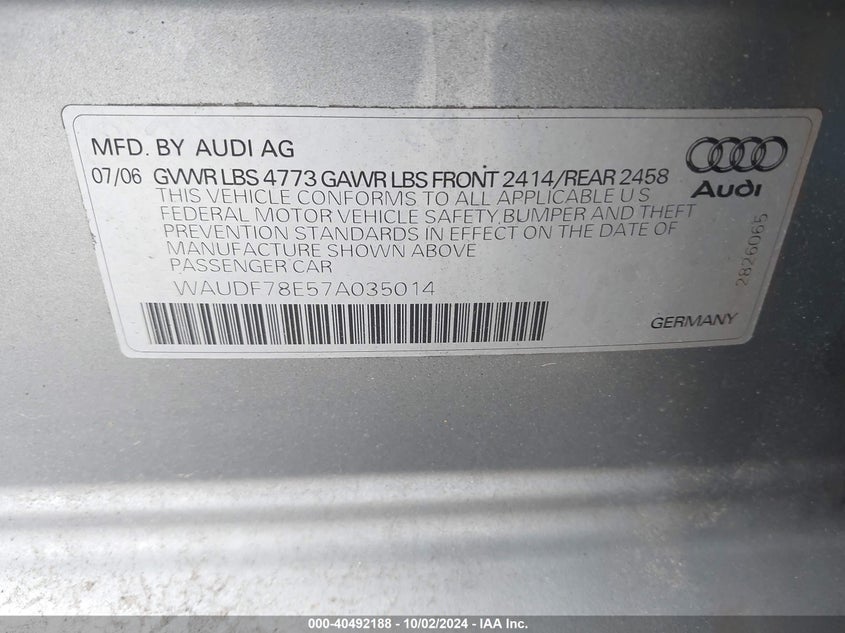 MFD. BY AUDI AG
07/06 GVWR LBS 4773 GAWR LBS FRONT 2414/REAR 2458
THIS VEHICLE CONFORMS TO ALL APPLICABLE U S
FEDERAL MOTOR VEHICLE SAFETY, BUMPER AND THEFT
PREVENTION STANDARDS IN EFFECT ON THE DATE OF
MANUFACTURE SHOWN ABOVE
PASSENGER CAR
WAUDF78E57A035014
Audi
2826065
GERMANY
000-40492188 - 10/02/2024 - IAA Inc.